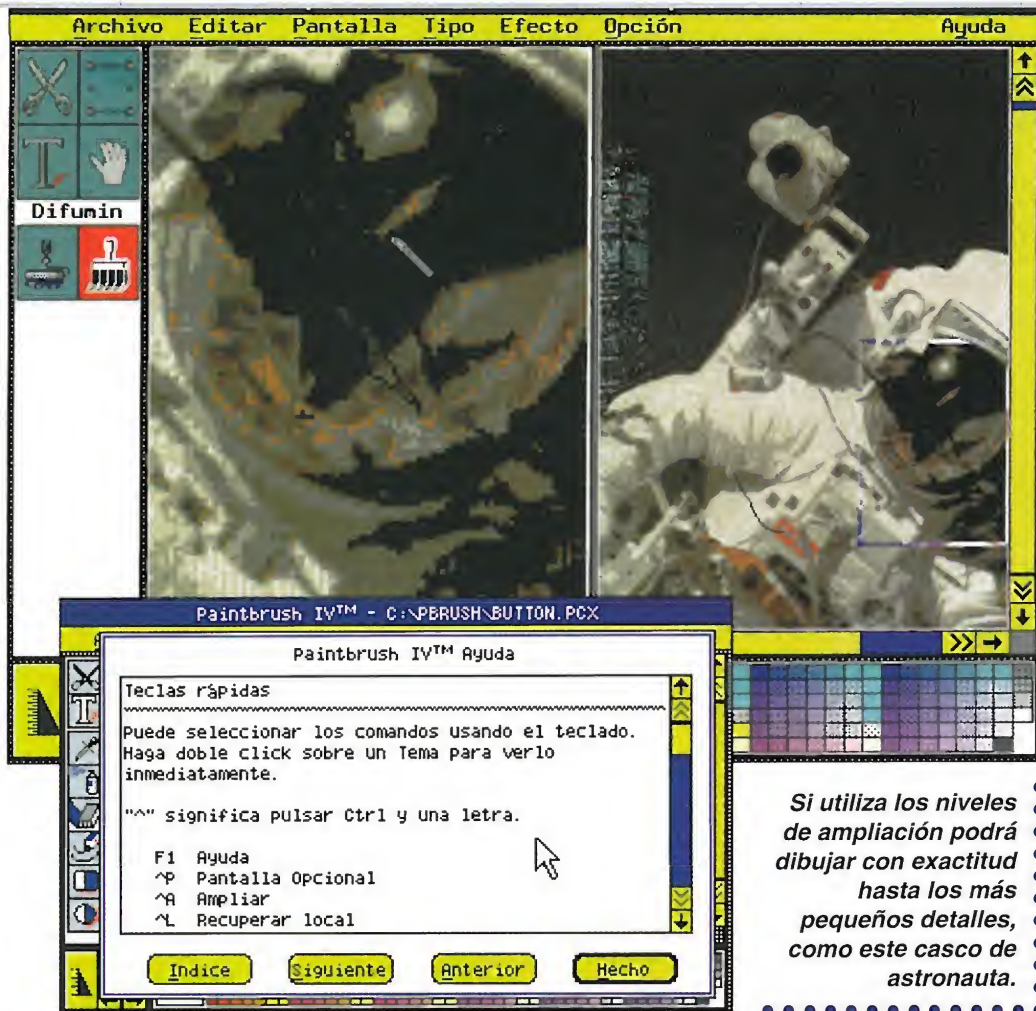 Archivo Editar Pantalla Tipo Efecto Opción Ayuda
Difumin
Paintbrush IV™ - C:\PBRUSH\BUTTON.PCX
Paintbrush IV™ Ayuda
Teclas rápidas
Puede seleccionar los comandos usando el teclado.
Haga doble click sobre un Tema para verlo
inmediatamente.
"^" significa pulsar Ctrl y una letra.
F1 Ayuda
^P Pantalla Opcional
^A Ampliar
^L Recuperar local
Indice Siguiente Anterior Hecho
Si utiliza los niveles
de ampliación podrá
dibujar con exactitud
hasta los más
pequeños detalles,
como este casco de
astronauta.